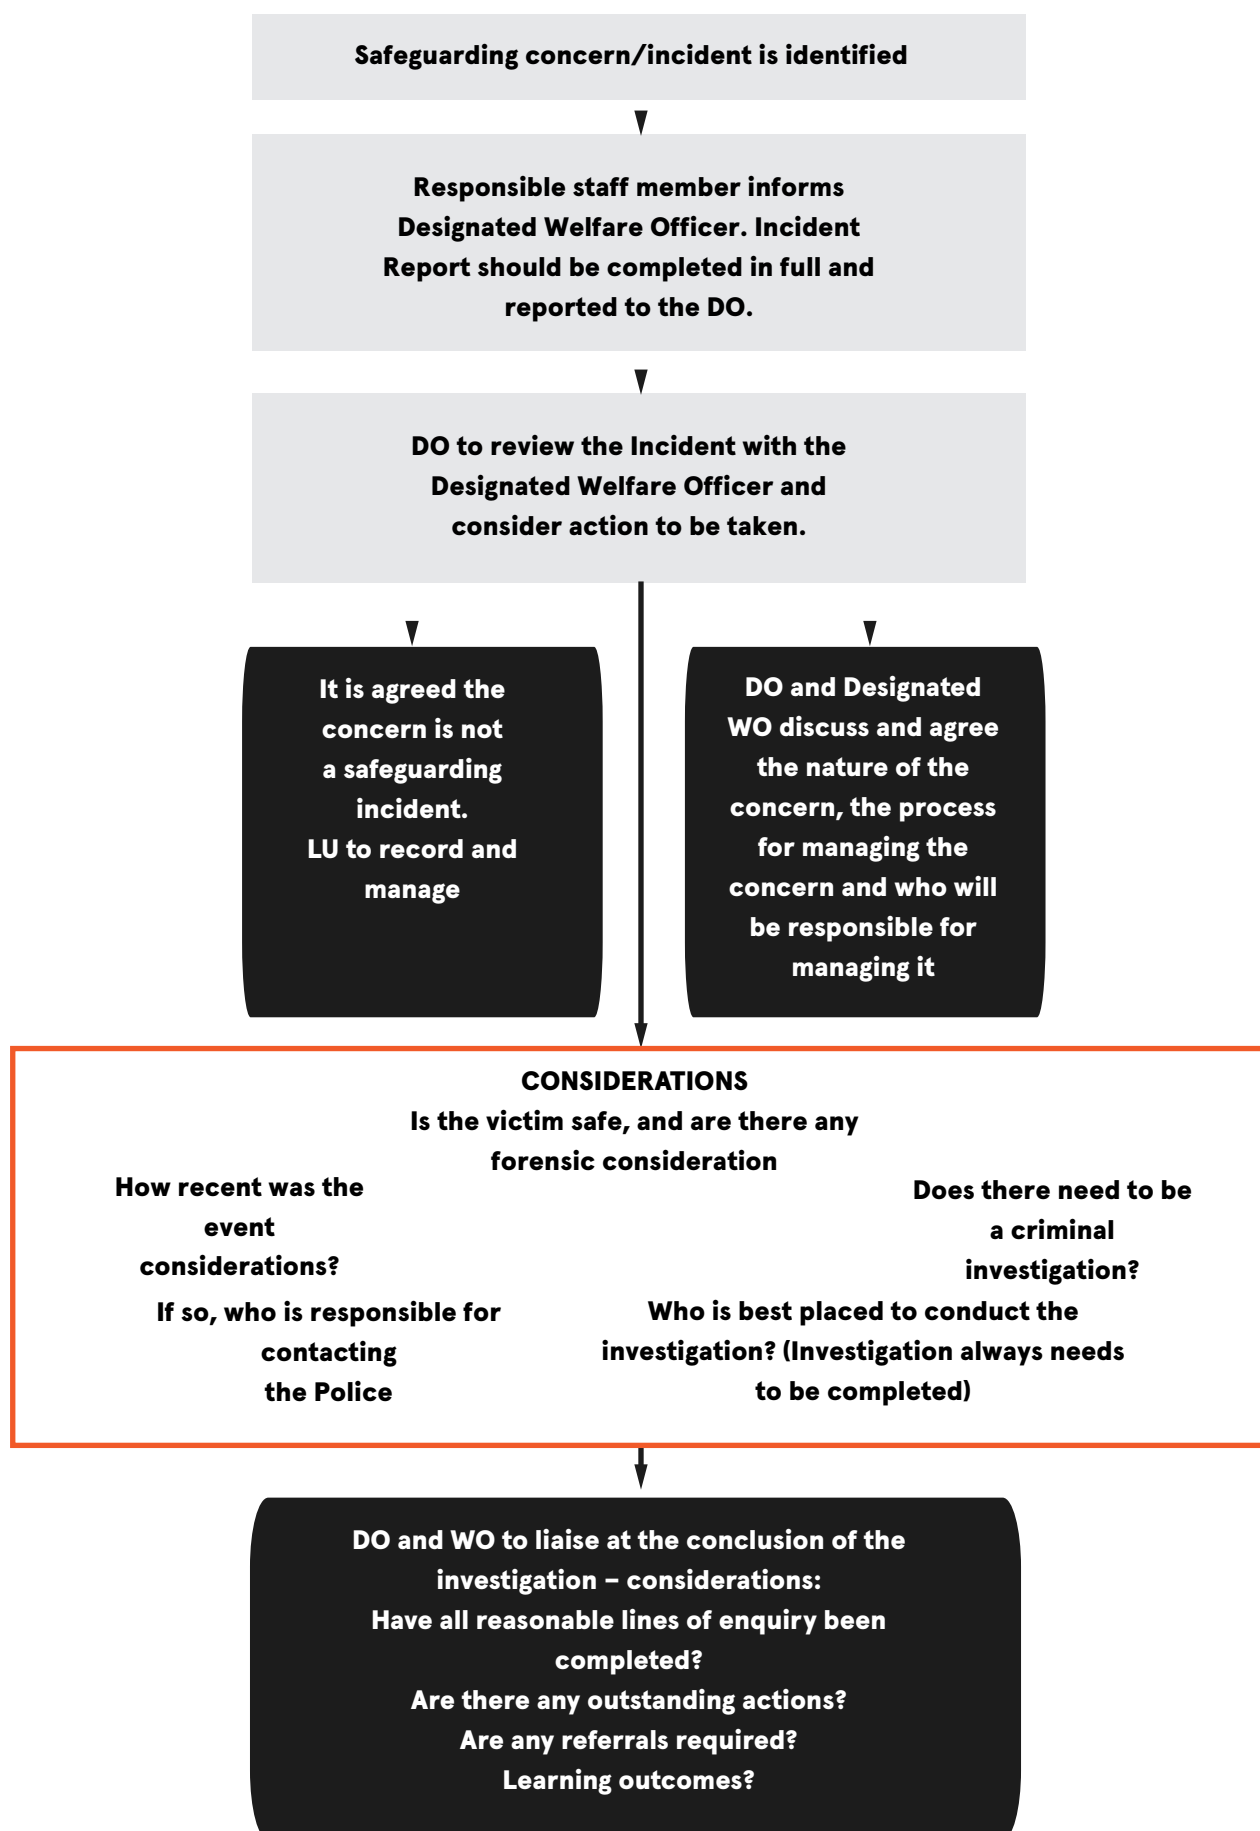 Safeguarding concern/incident is identified
Responsible staff member informs
Designated Welfare Officer. Incident
Report should be completed in full and
reported to the DO.
DO to review the Incident with the
Designated Welfare Officer and
consider action to be taken.
It is agreed the
concern is not
a safeguarding
incident.
LU to record and
manage
DO and Designated
WO discuss and agree
the nature of the
concern, the process
for managing the
concern and who will
be responsible for
managing it
CONSIDERATIONS
Is the victim safe, and are there any
forensic consideration
How recent was the
event
considerations?
Does there need to be
a criminal
investigation?
If so, who is responsible for
contacting
the Police
Who is best placed to conduct the
investigation? (Investigation always needs
to be completed)
DO and WO to liaise at the conclusion of the
investigation – considerations:
Have all reasonable lines of enquiry been
completed?
Are there any outstanding actions?
Are any referrals required?
Learning outcomes?